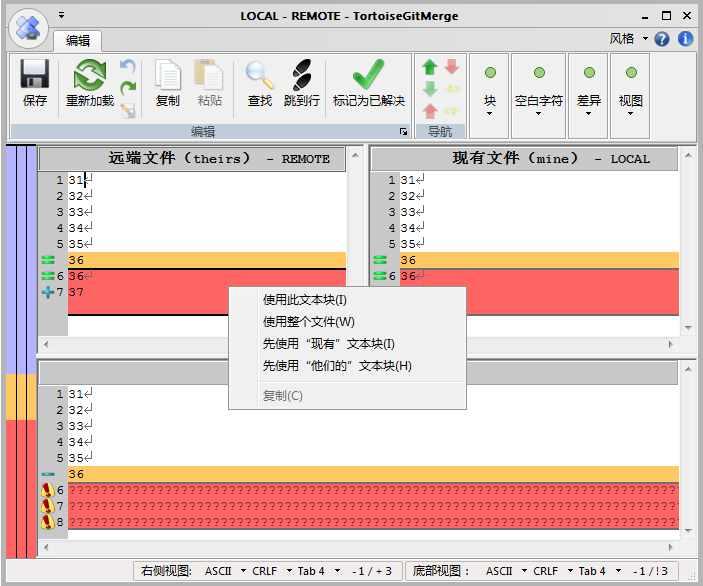 LOCAL - REMOTE - TortoiseGitMerge
编辑
风格
保存
重新加载
复制
粘贴
查找
跳到行
标记为已解决
块
空白字符
差异
视图
编辑
导航
远端文件（theirs） - REMOTE
1 31
2 32
3 33
4 34
5 35
36
6 36
7 37
现有文件（mine） - LOCAL
1 31
2 32
3 33
4 34
5 35
36
6 36
使用此文本块(I)
使用整个文件(W)
先使用“现有”文本块(I)
先使用“他们的”文本块(H)
复制(C)
1 31
2 32
3 33
4 34
5 35
36
6 ????????????????????????????????????????????????????????????????????????????
7 ????????????????????????????????????????????????????????????????????????????
8 ????????????????????????????????????????????????????????????????????????????
右侧视图: ASCII CRLF Tab 4 -1 / + 3
底部视图： ASCII CRLF Tab 4 -1 / !3